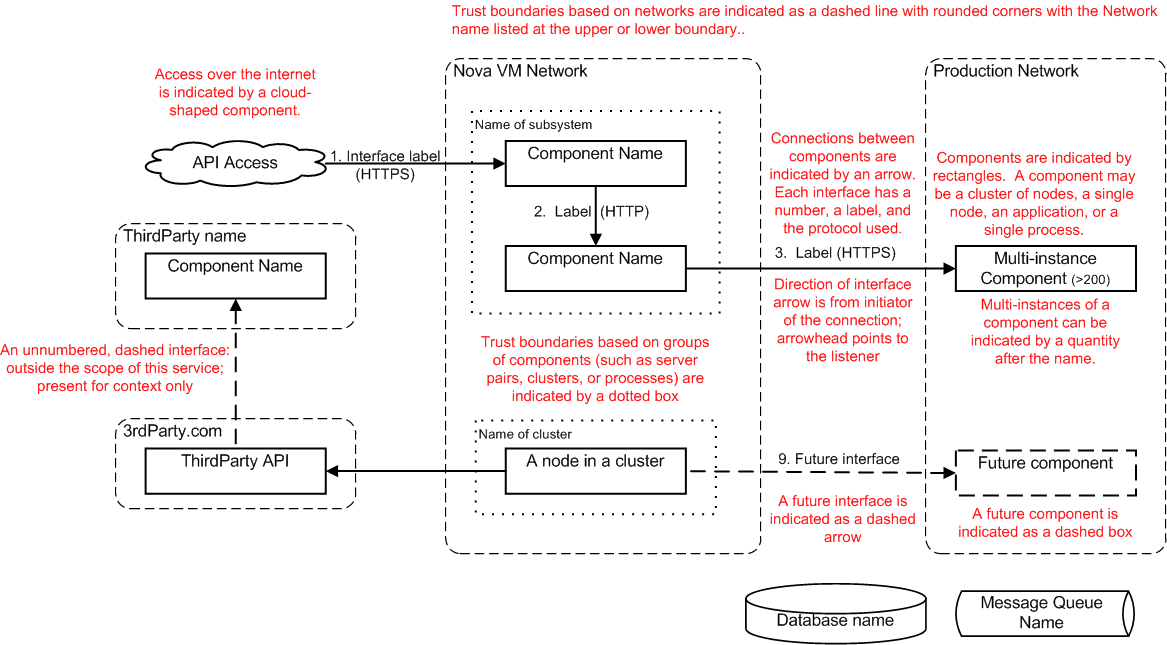 Trust boundaries based on networks are indicated as a dashed line with rounded corners with the Network
name listed at the upper or lower boundary..
Access over the internet
is indicated by a cloud-
shaped component.
API Access
1. Interface label
(HTTPS)
Nova VM Network
Name of subsystem
Component Name
2. Label (HTTP)
Component Name
Connections between
components are
indicated by an arrow.
Each interface has a
number, a label, and
the protocol used.
3. Label (HTTPS)
Direction of interface
arrow is from initiator
of the connection;
arrowhead points to
the listener
Production Network
Components are indicated by
rectangles. A component may
be a cluster of nodes, a single
node, an application, or a
single process.
Multi-instance
Component (>200)
Multi-instances of a
component can be
indicated by a quantity
after the name.
ThirdParty name
Component Name
An unnumbered, dashed interface:
outside the scope of this service;
present for context only
Trust boundaries based on groups
of components (such as server
pairs, clusters, or processes) are
indicated by a dotted box
3rdParty.com
ThirdParty API
Name of cluster
A node in a cluster
9. Future interface
A future interface is
indicated as a dashed
arrow
Future component
A future component is
indicated as a dashed box
Database name
Message Queue
Name